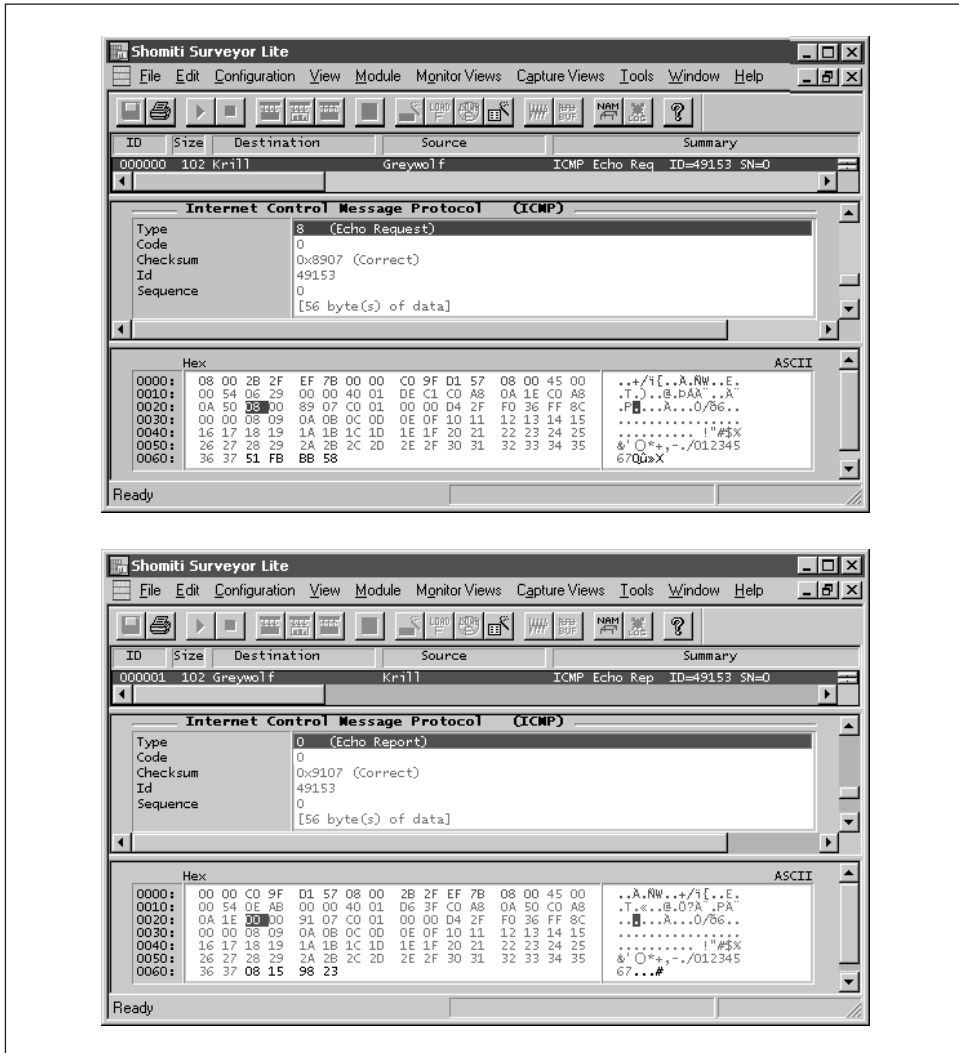 Shomiti Surveyor Lite
File Edit Configuration View Module Monitor Views Capture Views Tools Window Help
NAM
ID Size Destination Source Summary
000000 102 Krill Greywolf ICMP Echo Req ID=49153 SN=0
Internet Control Message Protocol (ICMP)
Type 8 (Echo Request)
Code 0
Checksum 0x8907 (Correct)
Id 49153
Sequence 0
[56 byte(s) of data]
Hex ASCII
0000: 08 00 2B 2F EF 7B 00 00 C0 9F D1 57 08 00 45 00 ..+/ï{..À.ÑW..E.
0010: 00 54 06 29 00 00 40 01 DE C1 C0 A8 0A 1E C0 A8 .T.)..@.ÞÁÀ¨..À¨
0020: 0A 50 08 00 89 07 C0 01 00 00 D4 2F F0 36 FF 8C
0030: 00 00 08 09 0A 0B 0C 0D 0E 0F 10 11 12 13 14 15 ................
0040: 16 17 18 19 1A 1B 1C 1D 1E 1F 20 21 22 23 24 25 .......... !"#$%
0050: 26 27 28 29 2A 2B 2C 2D 2E 2F 30 31 32 33 34 35 &'()*+,-./012345
0060: 36 37 51 FB BB 58 67Qû»X
Ready
Shomiti Surveyor Lite
File Edit Configuration View Module Monitor Views Capture Views Tools Window Help
NAM
ID Size Destination Source Summary
000001 102 Greywolf Krill ICMP Echo Rep ID=49153 SN=0
Internet Control Message Protocol (ICMP)
Type 0 (Echo Report)
Code 0
Checksum 0x9107 (Correct)
Id 49153
Sequence 0
[56 byte(s) of data]
Hex ASCII
0000: 00 00 C0 9F D1 57 08 00 2B 2F EF 7B 08 00 45 00 ..À.ÑW..+/ï{..E.
0010: 00 54 0E AB 00 00 40 01 D6 3F C0 A8 0A 50 C0 A8 .T.«..@.Ö?À¨.PÀ¨
0020: 0A 1E 00 00 91 07 C0 01 00 00 D4 2F F0 36 FF 8C
0030: 00 00 08 09 0A 0B 0C 0D 0E 0F 10 11 12 13 14 15 ................
0040: 16 17 18 19 1A 1B 1C 1D 1E 1F 20 21 22 23 24 25 .......... !"#$%
0050: 26 27 28 29 2A 2B 2C 2D 2E 2F 30 31 32 33 34 35 &'()*+,-./012345
0060: 36 37 08 15 98 23 67...#
Ready